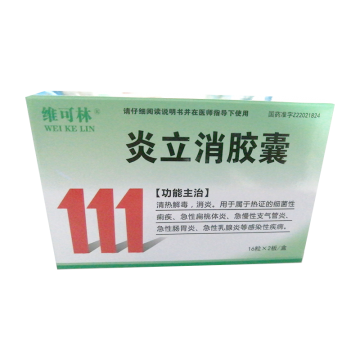 维可林®
WEI KE LIN
请仔细阅读说明书并在医师指导下使用
国药准字Z22021824
炎立消胶囊
【功能主治】
清热解毒，消炎。用于属于热证的细菌性
痢疾、急性扁桃体炎、急慢性支气管炎、
急性肠胃炎、急性乳腺炎等感染性疾病。
111
16粒×2板/盒